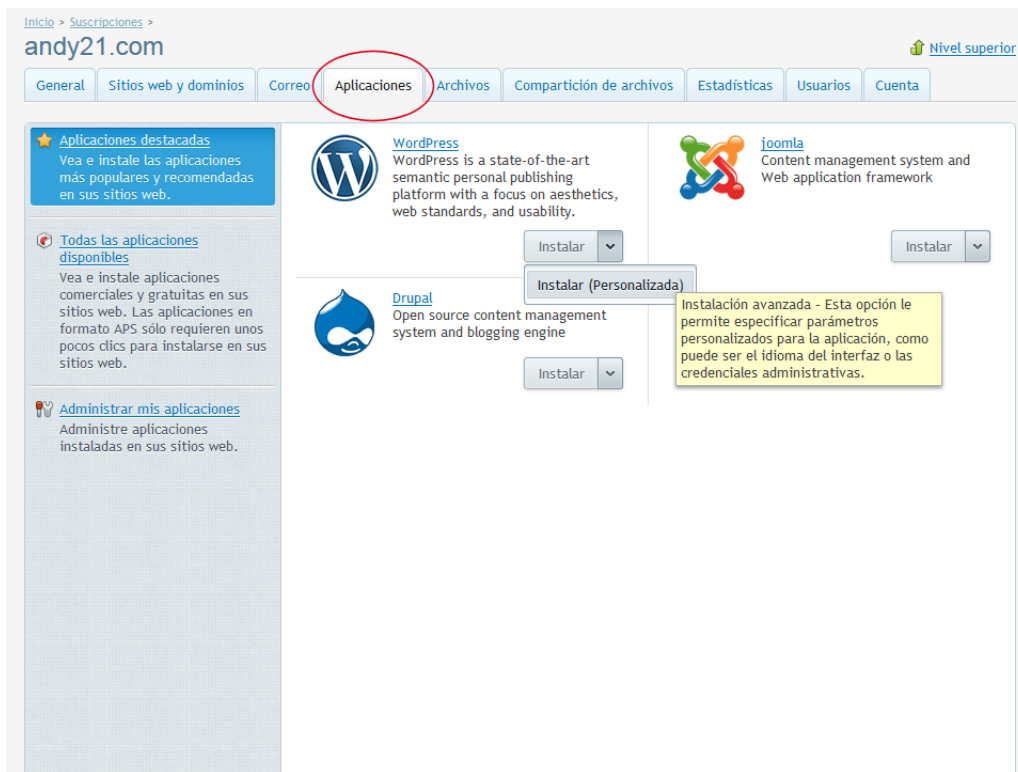 Inicio > Suscripciones >
andy21.com
Nivel superior
General Sitios web y dominios Correo Aplicaciones Archivos Compartición de archivos Estadísticas Usuarios Cuenta
Aplicaciones destacadas
Vea e instale las aplicaciones
más populares y recomendadas
en sus sitios web.
Todas las aplicaciones
disponibles
Vea e instale aplicaciones
comerciales y gratuitas en sus
sitios web. Las aplicaciones en
formato APS sólo requieren unos
pocos clics para instalarse en sus
sitios web.
Administrar mis aplicaciones
Administre aplicaciones
instaladas en sus sitios web.
WordPress
WordPress is a state-of-the-art
semantic personal publishing
platform with a focus on aesthetics,
web standards, and usability.
Instalar
Instalar (Personalizada)
Instalación avanzada - Esta opción le
permite especificar parámetros
personalizados para la aplicación, como
puede ser el idioma del interfaz o las
credenciales administrativas.
joomla
Content management system and
Web application framework
Instalar
Drupal
Open source content management
system and blogging engine
Instalar